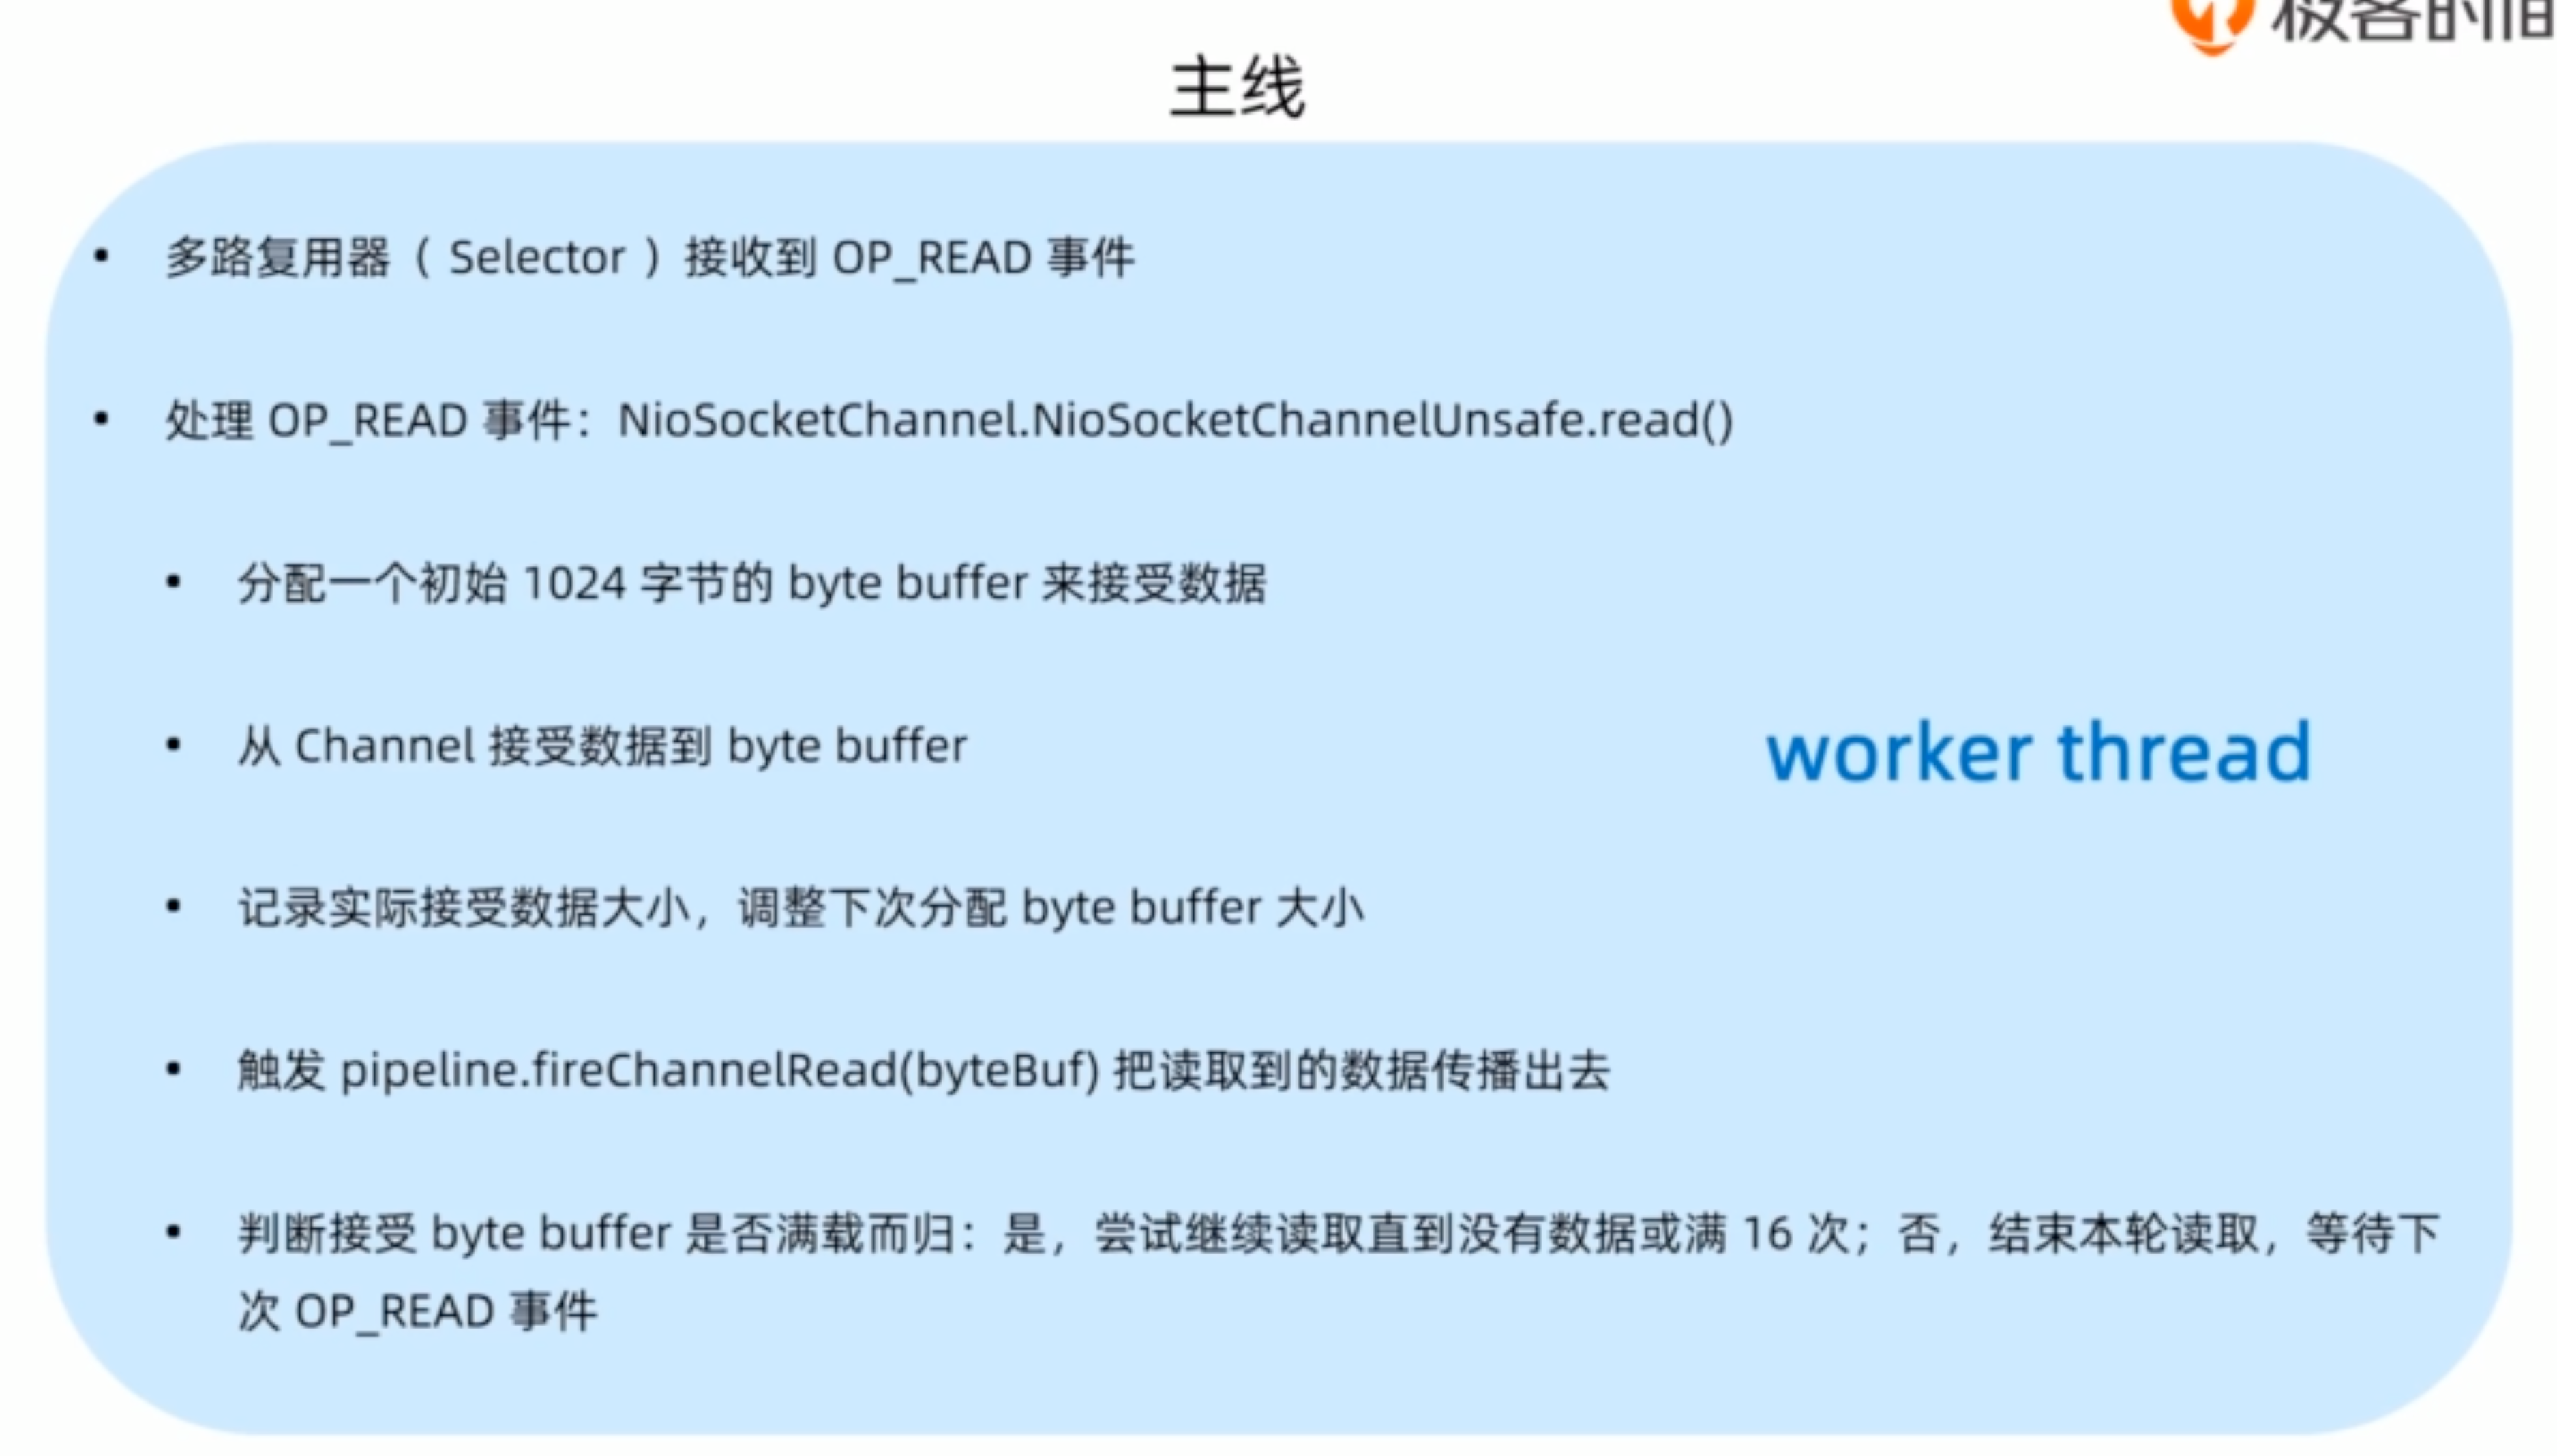 极客时间
主线
• 多路复用器（ Selector ）接收到 OP_READ 事件
• 处理 OP_READ 事件：NioSocketChannel.NioSocketChannelUnsafe.read()
• 分配一个初始 1024 字节的 byte buffer 来接受数据
• 从 Channel 接受数据到 byte buffer
worker thread
• 记录实际接受数据大小，调整下次分配 byte buffer 大小
• 触发 pipeline.fireChannelRead(byteBuf) 把读取到的数据传播出去
• 判断接受 byte buffer 是否满载而归：是，尝试继续读取直到没有数据或满 16 次；否，结束本轮读取，等待下
次 OP_READ 事件